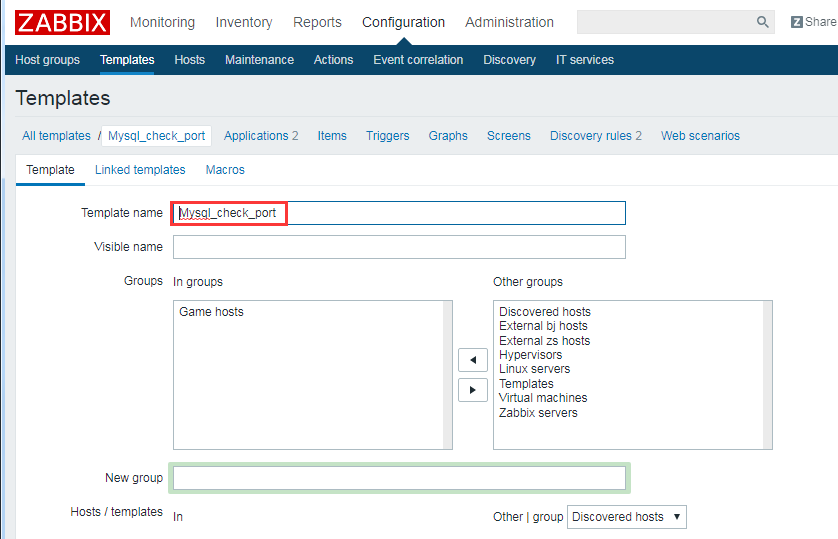 ZABBIX Monitoring Inventory Reports Configuration Administration Z Share
Host groups Templates Hosts Maintenance Actions Event correlation Discovery IT services
Templates
All templates / Mysql_check_port Applications 2 Items Triggers Graphs Screens Discovery rules 2 Web scenarios
Template Linked templates Macros
Template name Mysql_check_port
Visible name
Groups In groups Other groups
Game hosts Discovered hosts
External bj hosts
External zs hosts
Hypervisors
Linux servers
Templates
Virtual machines
Zabbix servers
New group
Hosts / templates In Other | group Discovered hosts